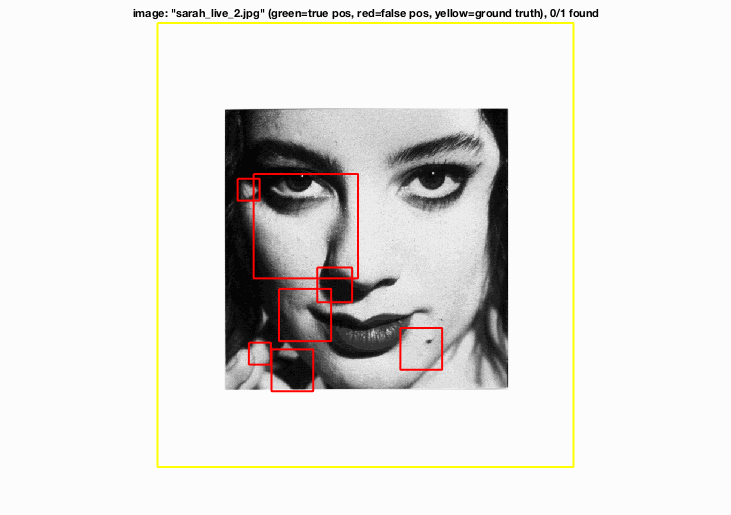 image: "sarah_live_2.jpg" (green=true pos, red=false pos, yellow=ground truth), 0/1 found